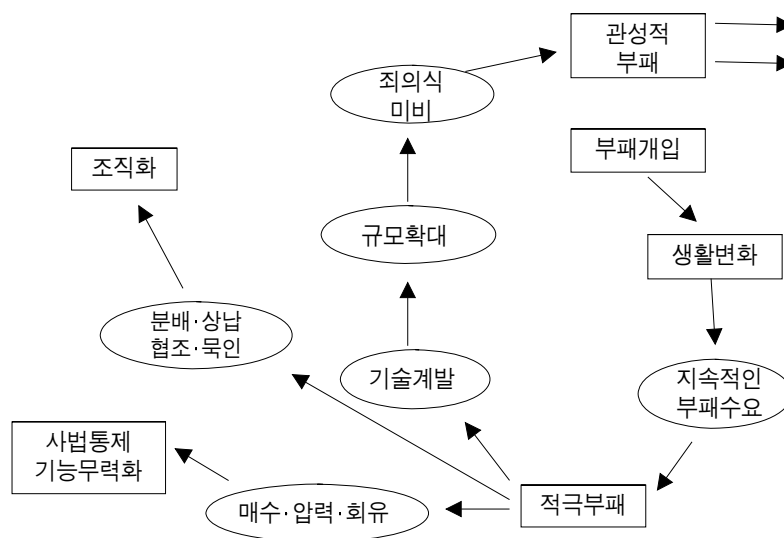 관성적
부패
죄의식
미비
부패개입
조직화
규모확대
생활변화
분배·상납
협조·묵인
기술계발
지속적인
부패수요
사법통제
기능무력화
매수·압력·회유
적극부패